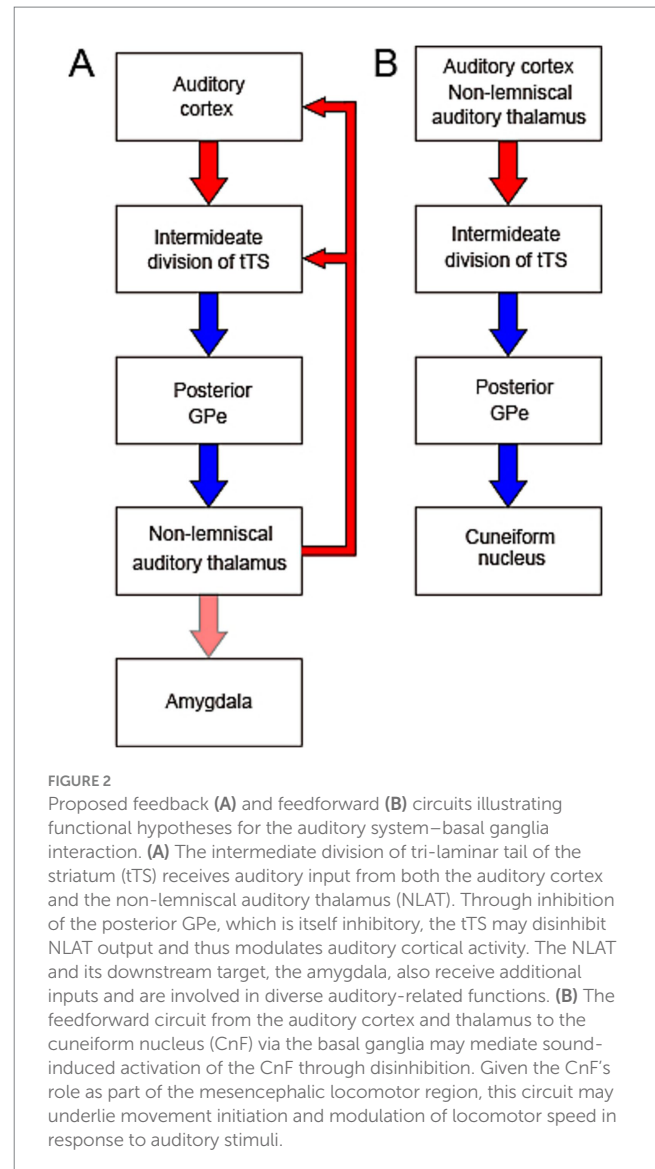 A
Auditory
cortex
Intermideate
division of tTS
Posterior
GPe
Non-lemniscal
auditory thalamus
Amygdala
B
Auditory cortex
Non-lemniscal
auditory thalamus
Intermideate
division of tTS
Posterior
GPe
Cuneiform
nucleus
FIGURE 2
Proposed feedback (A) and feedforward (B) circuits illustrating
functional hypotheses for the auditory system–basal ganglia
interaction. (A) The intermediate division of tri-laminar tail of the
striatum (tTS) receives auditory input from both the auditory cortex
and the non-lemniscal auditory thalamus (NLAT). Through inhibition
of the posterior GPe, which is itself inhibitory, the tTS may disinhibit
NLAT output and thus modulates auditory cortical activity. The NLAT
and its downstream target, the amygdala, also receive additional
inputs and are involved in diverse auditory-related functions. (B) The
feedforward circuit from the auditory cortex and thalamus to the
cuneiform nucleus (CnF) via the basal ganglia may mediate sound-
induced activation of the CnF through disinhibition. Given the CnF’s
role as part of the mesencephalic locomotor region, this circuit may
underlie movement initiation and modulation of locomotor speed in
response to auditory stimuli.